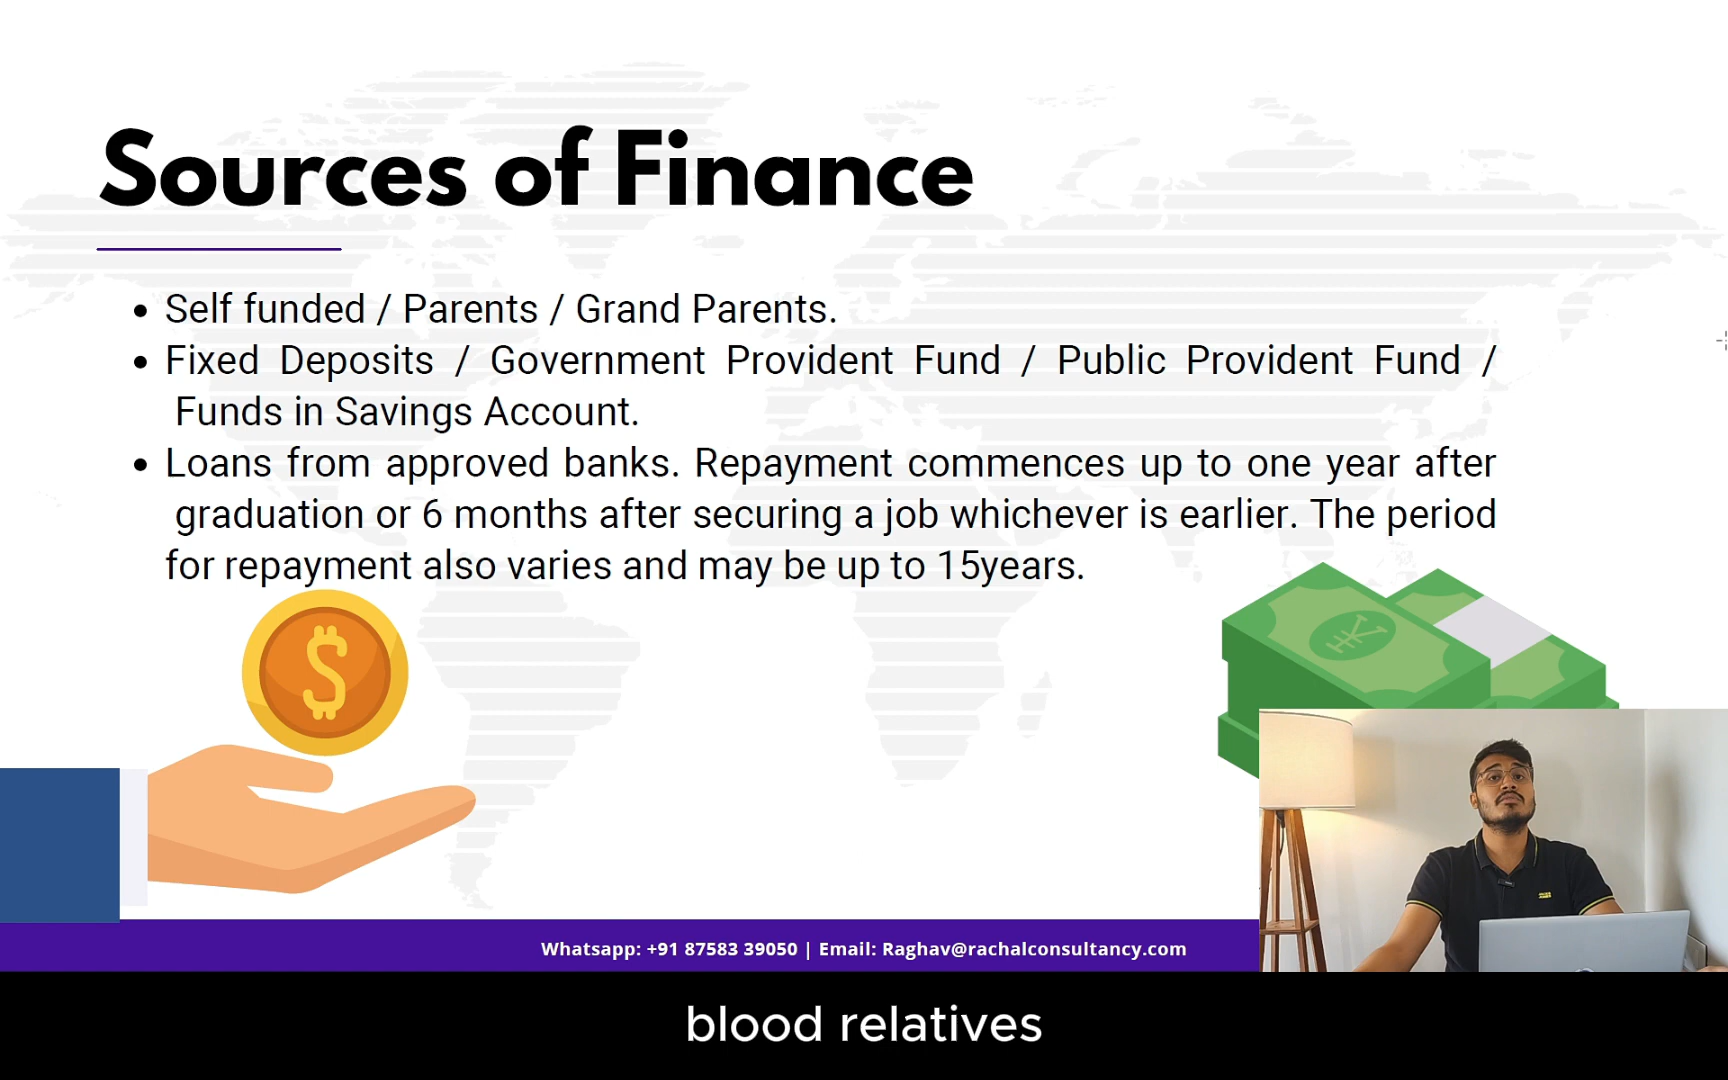 Sources of Finance
• Self funded / Parents / Grand Parents.
• Fixed Deposits / Government Provident Fund / Public Provident Fund /
Funds in Savings Account.
• Loans from approved banks. Repayment commences up to one year after
graduation or 6 months after securing a job whichever is earlier. The period
for repayment also varies and may be up to 15years.
$
¥
Whatsapp: +91 87583 39050 | Email: Raghav@rachalconsultancy.com
blood relatives